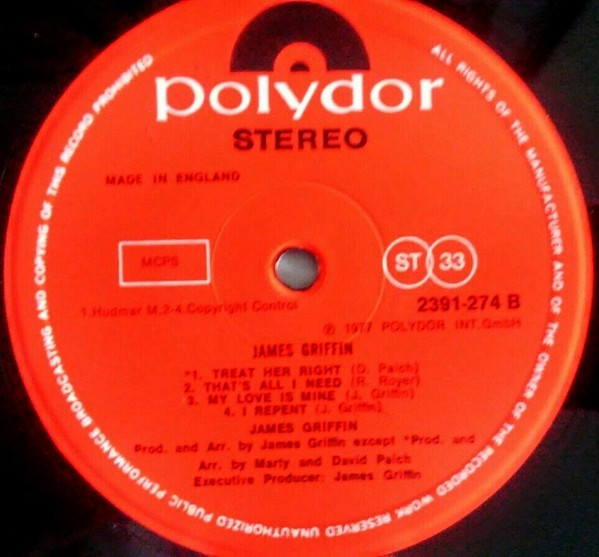 polydor
STEREO
MADE IN ENGLAND
MCPS
ST 33
1.Hudmar M,2-4.Copyright Control
2391-274 B
℗ 1977 POLYDOR INT.GmbH
JAMES GRIFFIN
*1. TREAT HER RIGHT (D. Paich)
2. THAT'S ALL I NEED (R. Royer)
3. MY LOVE IS MINE (J. Griffin)
4. I REPENT (J. Griffin)
JAMES GRIFFIN
Prod. and Arr. by James Griffin except *Prod. and
Arr. by Marty and David Paich
Executive Producer: James Griffin
ALL RIGHTS OF THE MANUFACTURER AND OF THE OWNER OF THE RECORDED WORK RESERVED UNAUTHORIZED PUBLIC PERFORMANCE BROADCASTING AND COPYING OF THIS RECORD PROHIBITED